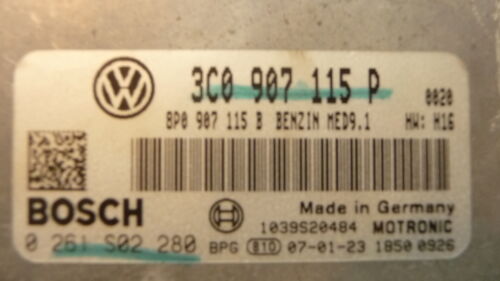 3C0 907 115 P
0020
8P0 907 115 B BENZIN MED9.1 HW: H16
BOSCH
Made in Germany
1039S20484 MOTRONIC
0 261 S02 280 BPG 810 07-01-23 1850 0926